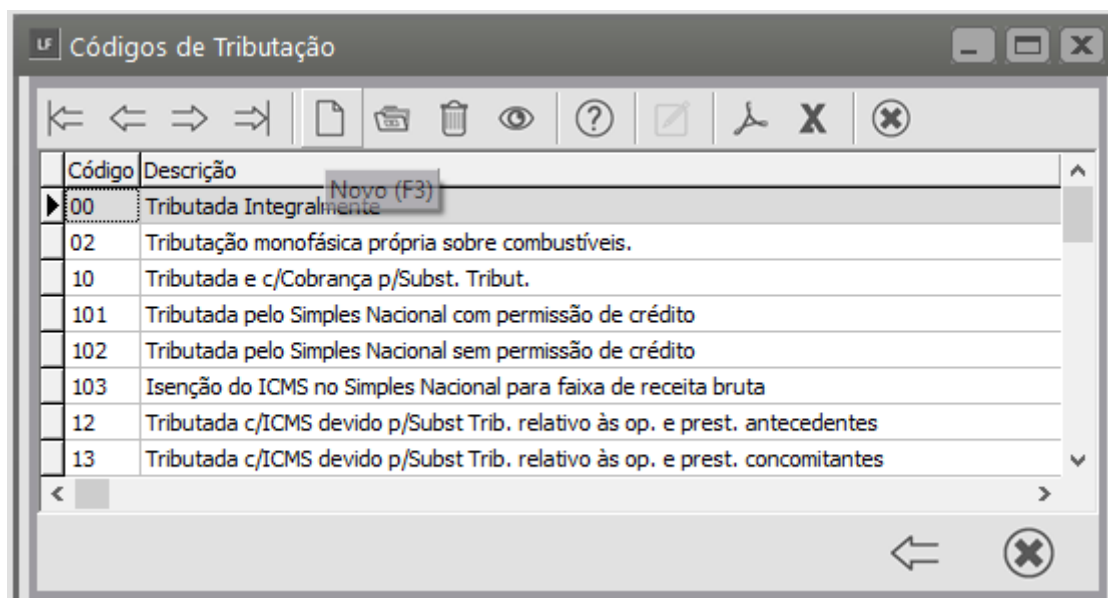 LF Códigos de Tributação
Código Descrição
Novo (F3)
00 Tributada Integralmente
02 Tributação monofásica própria sobre combustíveis.
10 Tributada e c/Cobrança p/Subst. Tribut.
101 Tributada pelo Simples Nacional com permissão de crédito
102 Tributada pelo Simples Nacional sem permissão de crédito
103 Isenção do ICMS no Simples Nacional para faixa de receita bruta
12 Tributada c/ICMS devido p/Subst Trib. relativo às op. e prest. antecedentes
13 Tributada c/ICMS devido p/Subst Trib. relativo às op. e prest. concomitantes